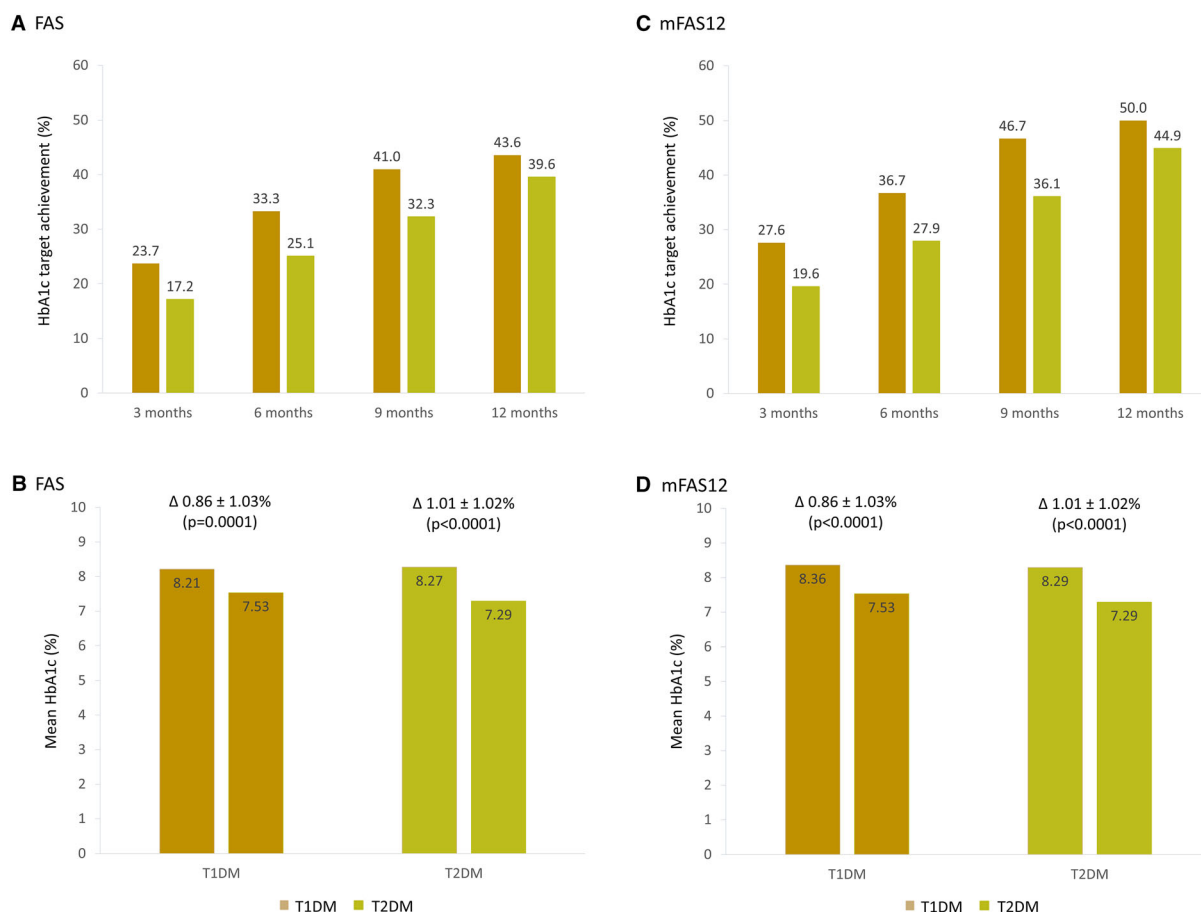 A FAS
HbA1c target achievement (%)
60
50
40
30
20
10
0
23.7
17.2
33.3
25.1
41.0
32.3
43.6
39.6
3 months
6 months
9 months
12 months
C mFAS12
HbA1c target achievement (%)
60
50
40
30
20
10
0
27.6
19.6
36.7
27.9
46.7
36.1
50.0
44.9
3 months
6 months
9 months
12 months
B FAS
Mean HbA1c (%)
10
9
8
7
6
5
4
3
2
1
0
Δ 0.86 ± 1.03%
(p=0.0001)
Δ 1.01 ± 1.02%
(p<0.0001)
8.21
7.53
8.27
7.29
T1DM
T2DM
T1DM T2DM
D mFAS12
Mean HbA1c (%)
10
9
8
7
6
5
4
3
2
1
0
Δ 0.86 ± 1.03%
(p<0.0001)
Δ 1.01 ± 1.02%
(p<0.0001)
8.36
7.53
8.29
7.29
T1DM
T2DM
T1DM T2DM